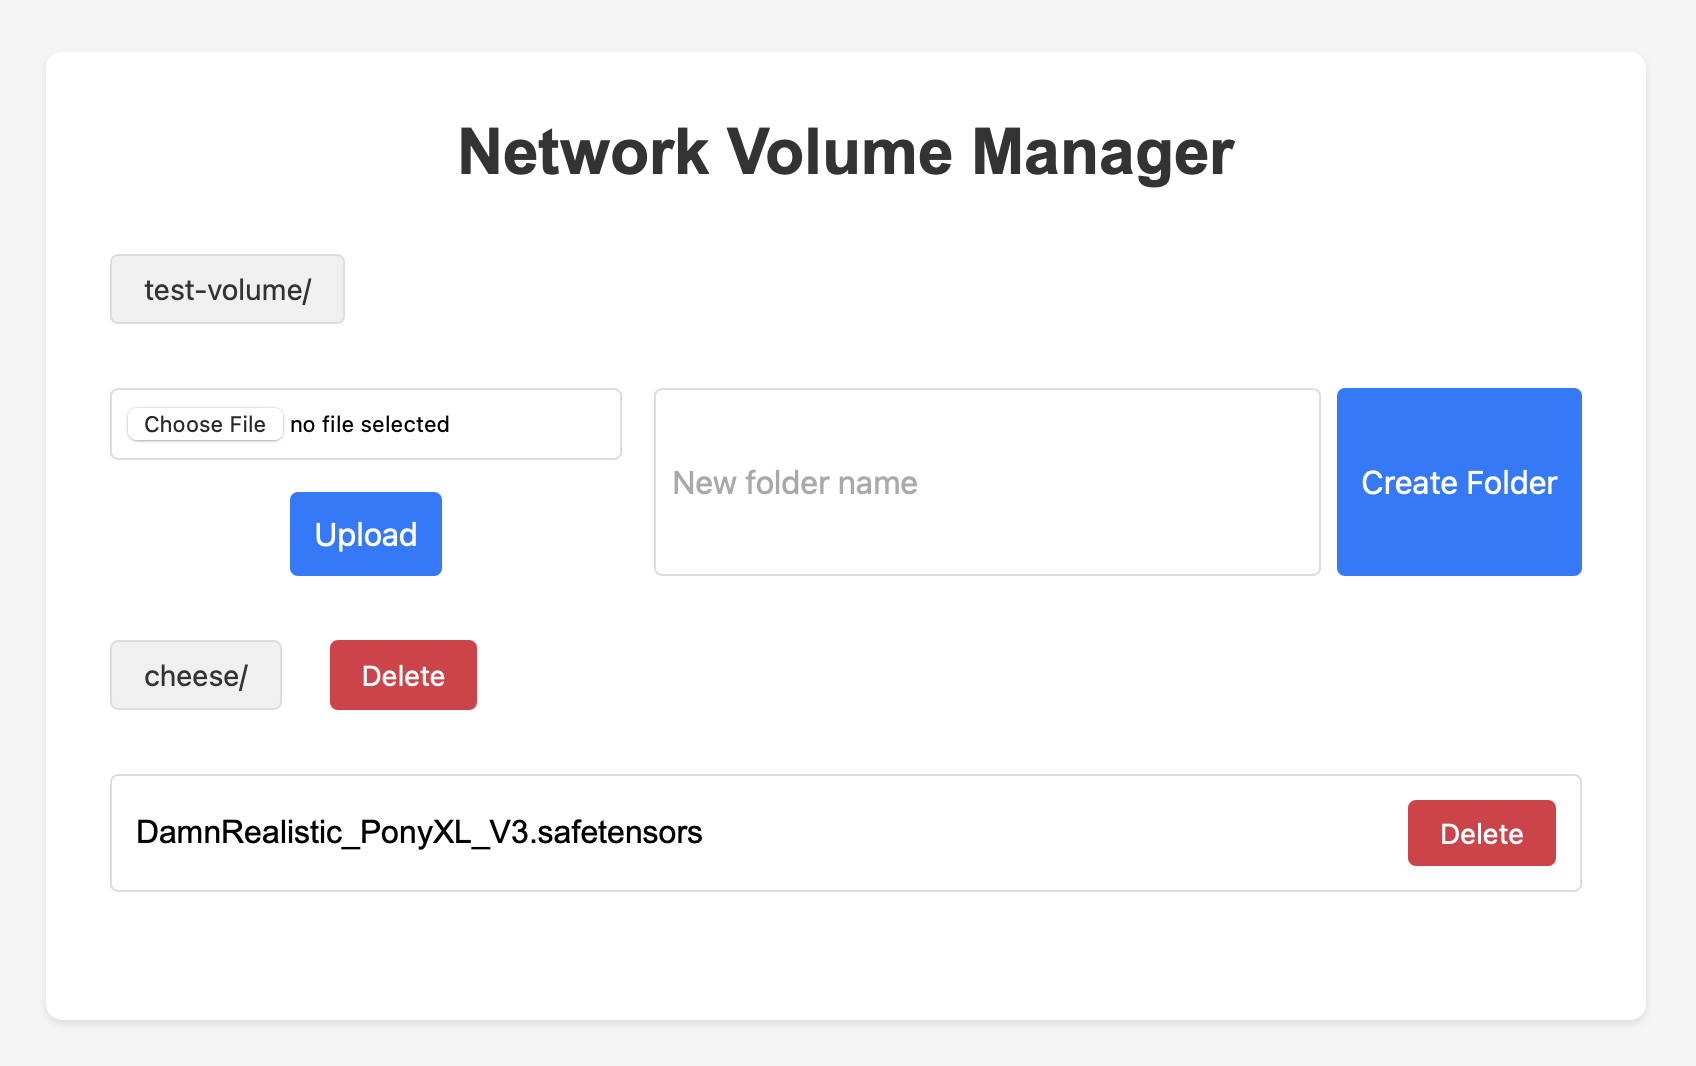 Network Volume Manager
test-volume/
Choose File no file selected
Upload
New folder name
Create Folder
cheese/
Delete
DamnRealistic_PonyXL_V3.safetensors
Delete